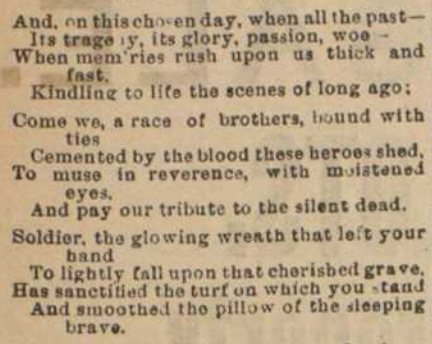 And, on this chosen day, when all the past—
Its tragedy, its glory, passion, woe—
When mem'ries rush upon us thick and
fast,
Kindling to life the scenes of long ago;
Come we, a race of brothers, bound with
ties
Cemented by the blood these heroes shed,
To muse in reverence, with moistened
eyes,
And pay our tribute to the silent dead.
Soldier, the glowing wreath that left your
hand
To lightly fall upon that cherished grave,
Has sanctified the turf on which you stand
And smoothed the pillow of the sleeping
brave.